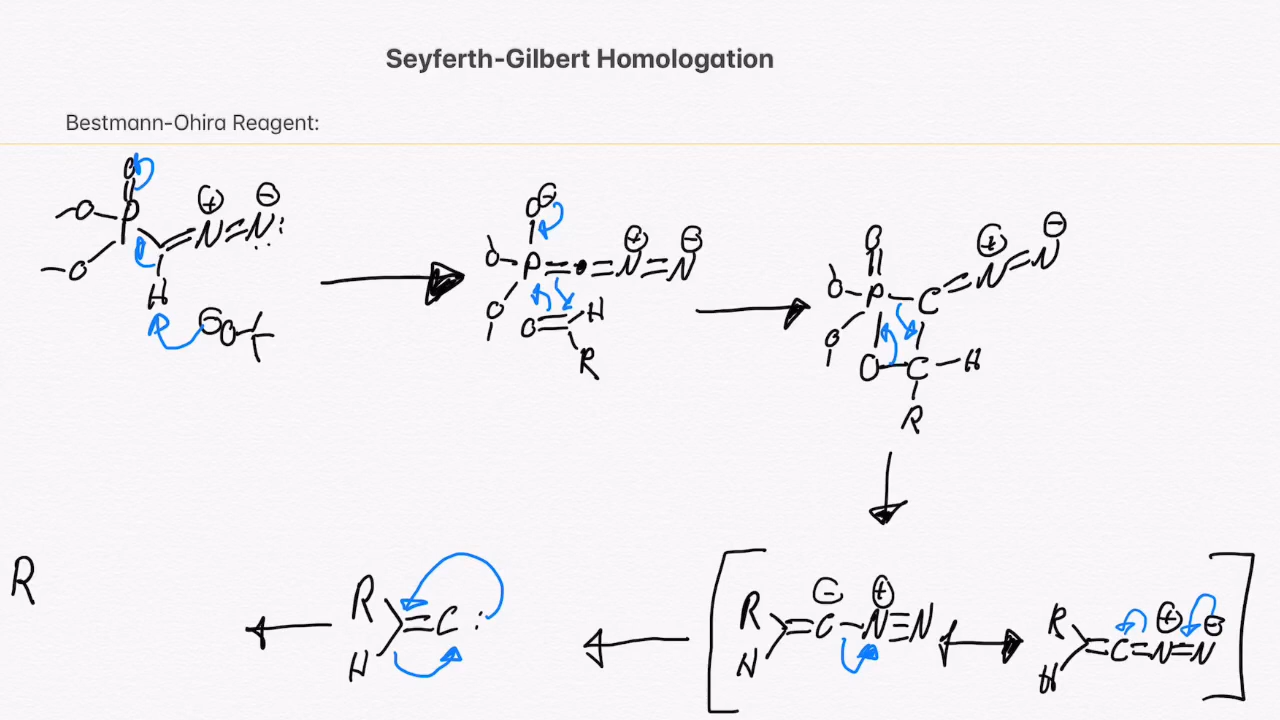 Seyferth-Gilbert Homologation
Bestmann-Ohira Reagent:
O
O P ⊕ ⊖
N N:
O
H
⊖O
O⊖
O P ⊕ ⊖
N N
O O H
R
O
O P C ⊕ ⊖
N N
O
O C H
R
R
R
H C:
R ⊖ ⊕
H C N≡N
R ⊕ ⊖
H C=N=N